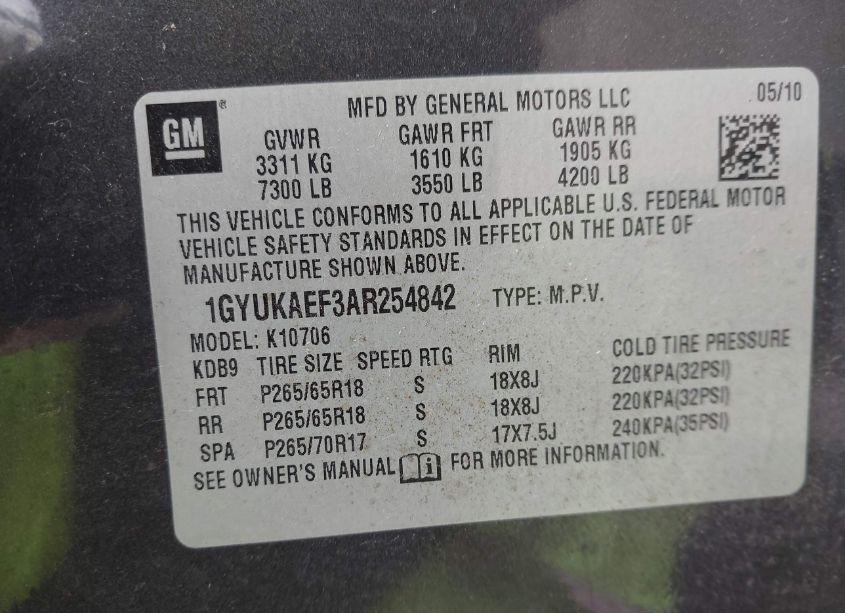 GM ® MFD BY GENERAL MOTORS LLC 05/10
GVWR GAWR FRT GAWR RR
3311 KG 1610 KG 1905 KG
7300 LB 3550 LB 4200 LB
THIS VEHICLE CONFORMS TO ALL APPLICABLE U.S. FEDERAL MOTOR
VEHICLE SAFETY STANDARDS IN EFFECT ON THE DATE OF
MANUFACTURE SHOWN ABOVE.
1GYUKAEF3AR254842 TYPE: M.P.V.
MODEL: K10706
KDB9 TIRE SIZE SPEED RTG RIM COLD TIRE PRESSURE
FRT P265/65R18 S 18X8J 220KPA(32PSI)
RR P265/65R18 S 18X8J 220KPA(32PSI)
SPA P265/70R17 S 17X7.5J 240KPA(35PSI)
SEE OWNER'S MANUAL i FOR MORE INFORMATION.